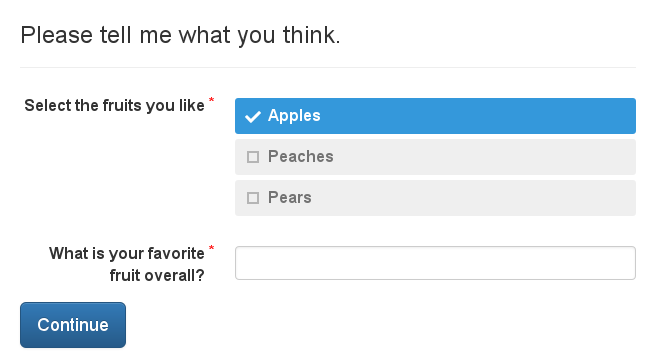 Please tell me what you think.
Select the fruits you like *
Apples
Peaches
Pears
What is your favorite *
fruit overall?
Continue